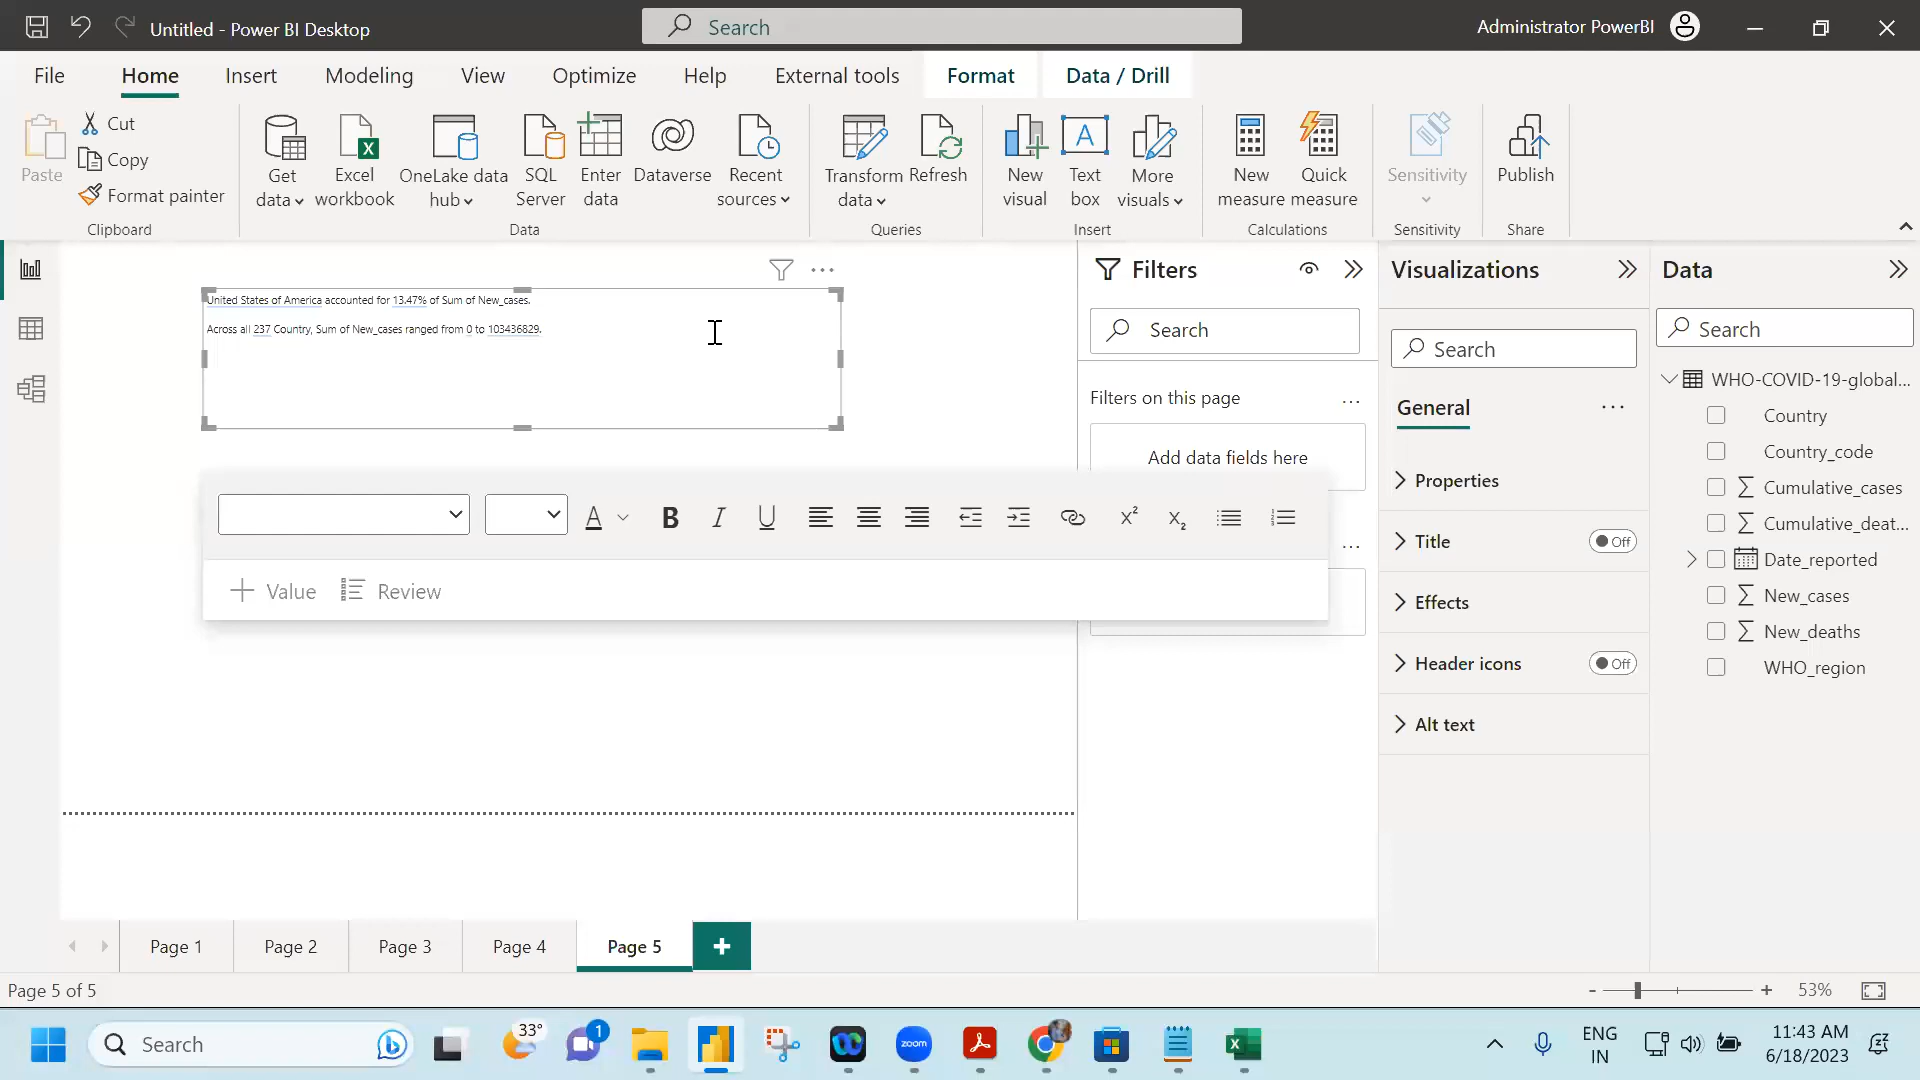 Untitled - Power BI Desktop
Search
Administrator PowerBI
File Home Insert Modeling View Optimize Help External tools Format Data / Drill
Paste
Cut
Copy
Format painter
Clipboard
Get data
Excel workbook
OneLake data hub
SQL Server
Enter data
Dataverse
Recent sources
Data
Transform data
Refresh
Queries
New visual
Text box
More visuals
Insert
New measure
Quick measure
Calculations
Sensitivity
Sensitivity
Publish
Share
United States of America accounted for 13.47% of Sum of New_cases.
Across all 237 Country, Sum of New_cases ranged from 0 to 103436829.
A B I U
X² X₂
Value Review
Filters
Search
Filters on this page
...
Add data fields here
...
Visualizations
Search
General
...
Properties
Title Off
Effects
Header icons Off
Alt text
Data
Search
WHO-COVID-19-global...
Country
Country_code
Cumulative_cases
Cumulative_deat...
Date_reported
New_cases
New_deaths
WHO_region
Page 1 Page 2 Page 3 Page 4 Page 5 +
Page 5 of 5
- + 53%
Search
33°
1
zoom
ENG
IN
11:43 AM
6/18/2023